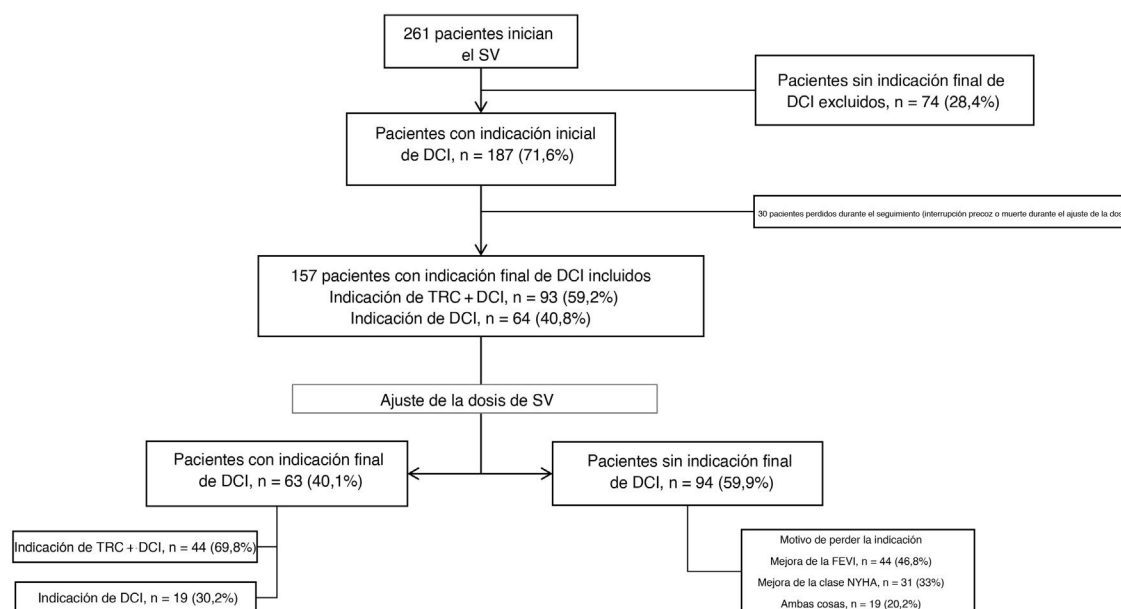 261 pacientes inician
el SV
Pacientes sin indicación final de
DCI excluidos, n = 74 (28,4%)
Pacientes con indicación inicial
de DCI, n = 187 (71,6%)
30 pacientes perdidos durante el seguimiento (interrupción precoz o muerte durante el ajuste de la dos
157 pacientes con indicación final de DCI incluidos
Indicación de TRC + DCI, n = 93 (59,2%)
Indicación de DCI, n = 64 (40,8%)
Ajuste de la dosis de SV
Pacientes con indicación final
de DCI, n = 63 (40,1%)
Pacientes sin indicación final
de DCI, n = 94 (59,9%)
Indicación de TRC + DCI, n = 44 (69,8%)
Indicación de DCI, n = 19 (30,2%)
Motivo de perder la indicación
Mejora de la FEVI, n = 44 (46,8%)
Mejora de la clase NYHA, n = 31 (33%)
Ambas cosas, n = 19 (20,2%)